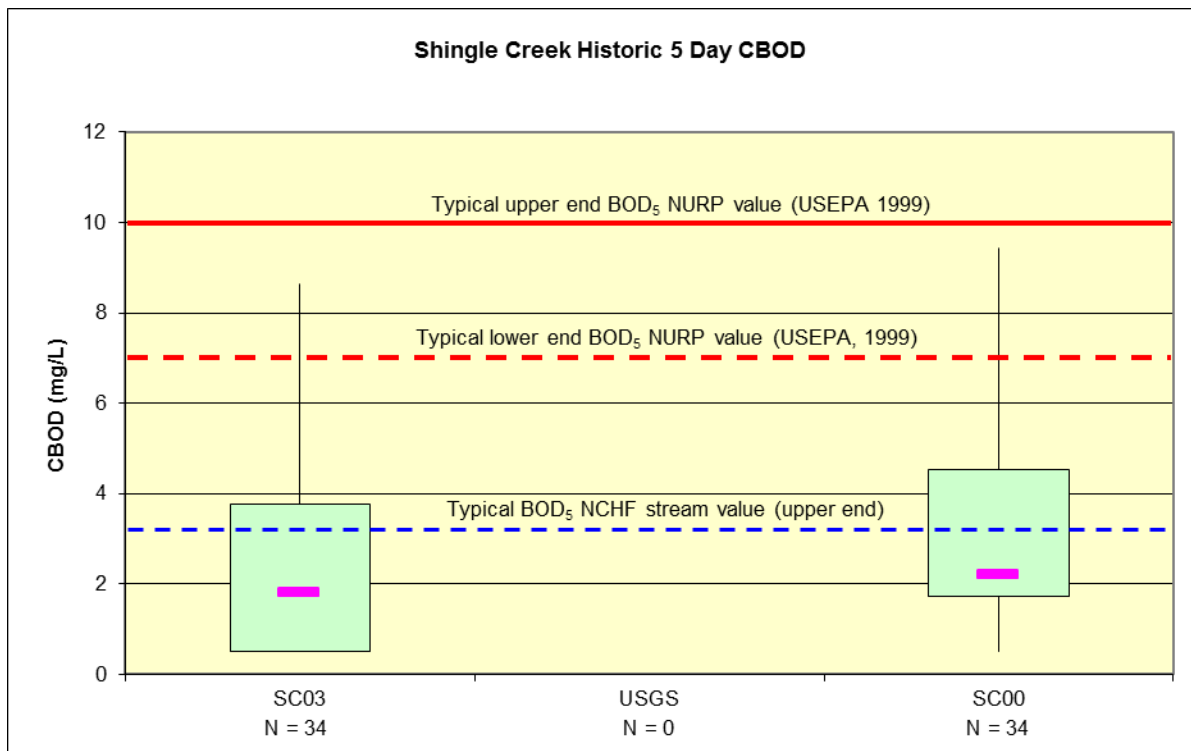 Shingle Creek Historic 5 Day CBOD
12
Typical upper end BOD₅ NURP value (USEPA 1999)
10
8
Typical lower end BOD₅ NURP value (USEPA, 1999)
6
CBOD (mg/L)
4
Typical BOD₅ NCHF stream value (upper end)
2
0
SC03 USGS SC00
N = 34 N = 0 N = 34